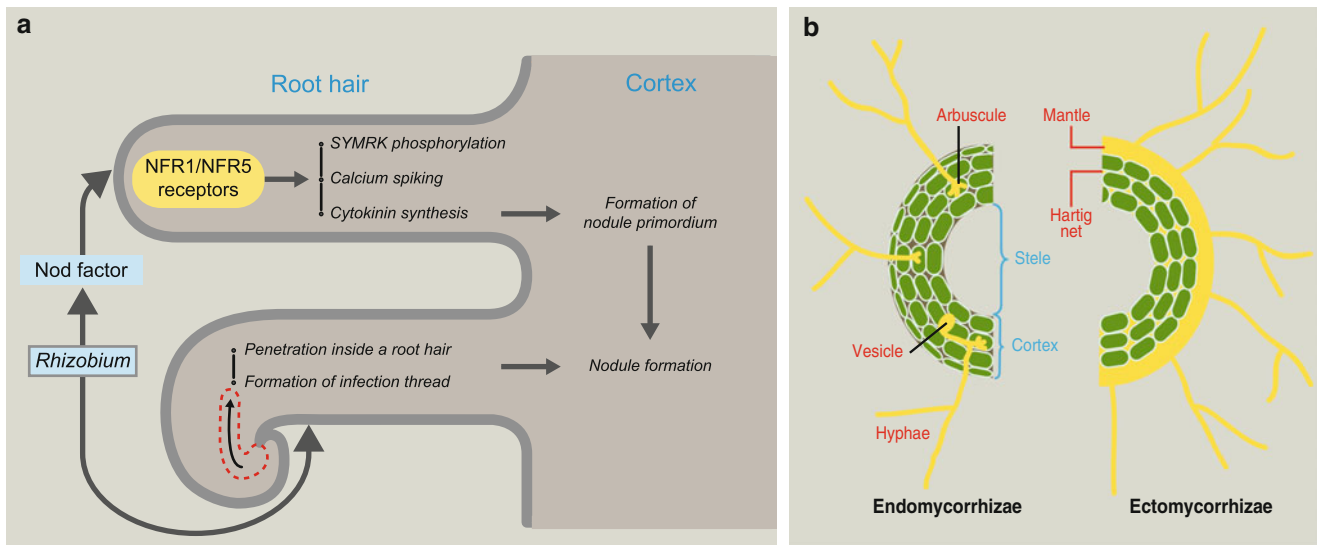 a
Root hair
Cortex
NFR1/NFR5
receptors
SYMRK phosphorylation
Calcium spiking
Cytokinin synthesis
Formation of
nodule primordium
Nod factor
Rhizobium
Penetration inside a root hair
Formation of infection thread
Nodule formation
b
Arbuscule
Mantle
Hartig
net
Stele
Vesicle
Cortex
Hyphae
Endomycorrhizae
Ectomycorrhizae